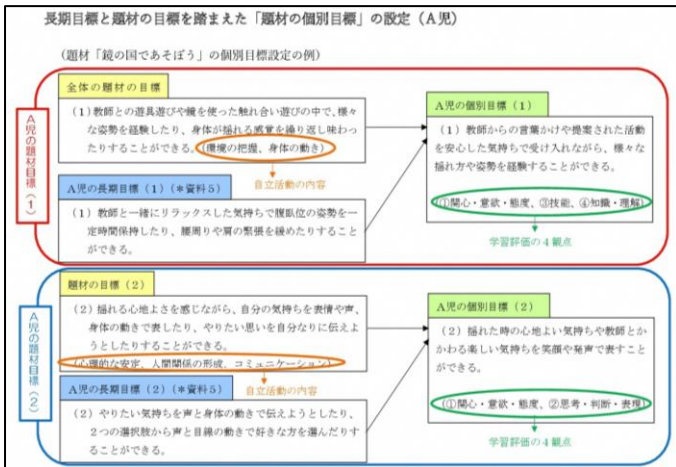 長期目標と題材の目標を踏まえた「題材の個別目標」の設定（A児）
（題材「鏡の国であそぼう」の個別目標設定の例）
A児の題材目標（1）
全体の題材の目標
（1）教師との遊具遊びや鏡を使った触れ合い遊びの中で、様々
な姿勢を経験したり、身体が揺れる感覚を繰り返し味わっ
たりすることができる。（環境の把握、身体の動き）
自立活動の内容
A児の長期目標（1）（＊資料5）
（1）教師と一緒にリラックスした気持ちで腹臥位の姿勢を一
定時間保持したり、腰周りや肩の緊張を緩めたりすること
ができる。
A児の個別目標（1）
（1）教師からの言葉かけや提案された活動
を安心した気持ちで受け入れながら、様々な
揺れ方や姿勢を経験することができる。
（①関心・意欲・態度、③技能、④知識・理解）
学習評価の4観点
A児の題材目標（2）
題材の目標（2）
（2）揺れる心地よさを感じながら、自分の気持ちを表情や声、
身体の動きで表したり、やりたい思いを自分なりに伝えよ
うとしたりすることができる。
（心理的な安定、人間関係の形成、コミュニケーション）
自立活動の内容
A児の長期目標（2）（＊資料5）
（2）やりたい気持ちを声と身体の動きで伝えようとしたり、
2つの選択肢から声と目線の動きで好きな方を選んだりす
ることができる。
A児の個別目標（2）
（2）揺れた時の心地よい気持ちや教師とか
かわる楽しい気持ちを笑顔や発声で表すこと
ができる。
（①関心・意欲・態度、②思考・判断・表現）
学習評価の4観点